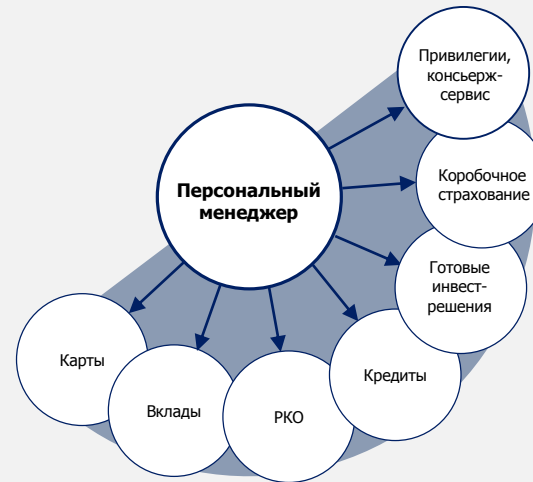 Привилегии,
консьерж-
сервис
Персональный
менеджер
Коробочное
страхование
Готовые
инвест-
решения
Кредиты
РКО
Вклады
Карты